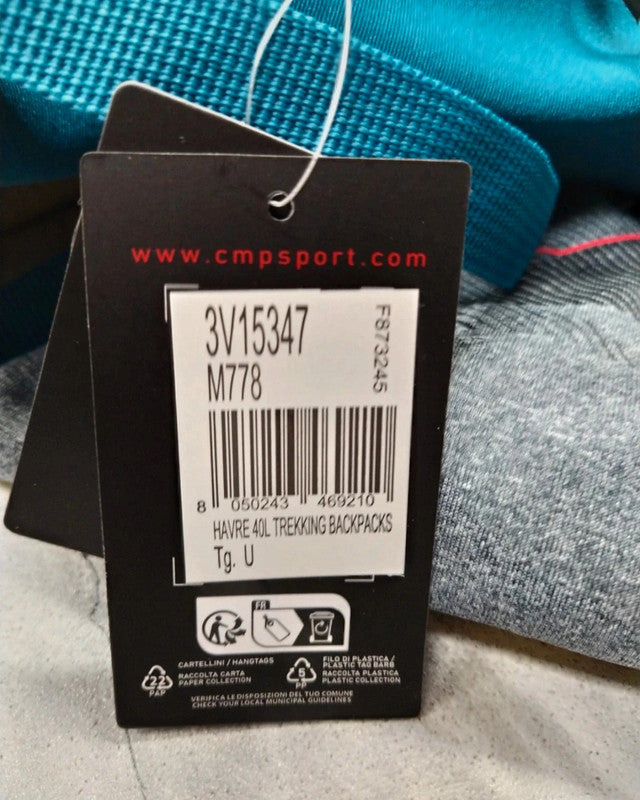 www.cmpsport.com
3V15347
F873245
M778
8 050243 469210
HAVRE 40L TREKKING BACKPACKS
Tg. U
FR
CARTELLINI / HANGTAGS
22
PAP
RACCOLTA CARTA
PAPER COLLECTION
FILO DI PLASTICA /
PLASTIC TAG BARB
5
PP
RACCOLTA PLASTICA
PLASTIC COLLECTION
VERIFICA LE DISPOSIZIONI DEL TUO COMUNE
CHECK YOUR LOCAL MUNICIPAL GUIDELINES